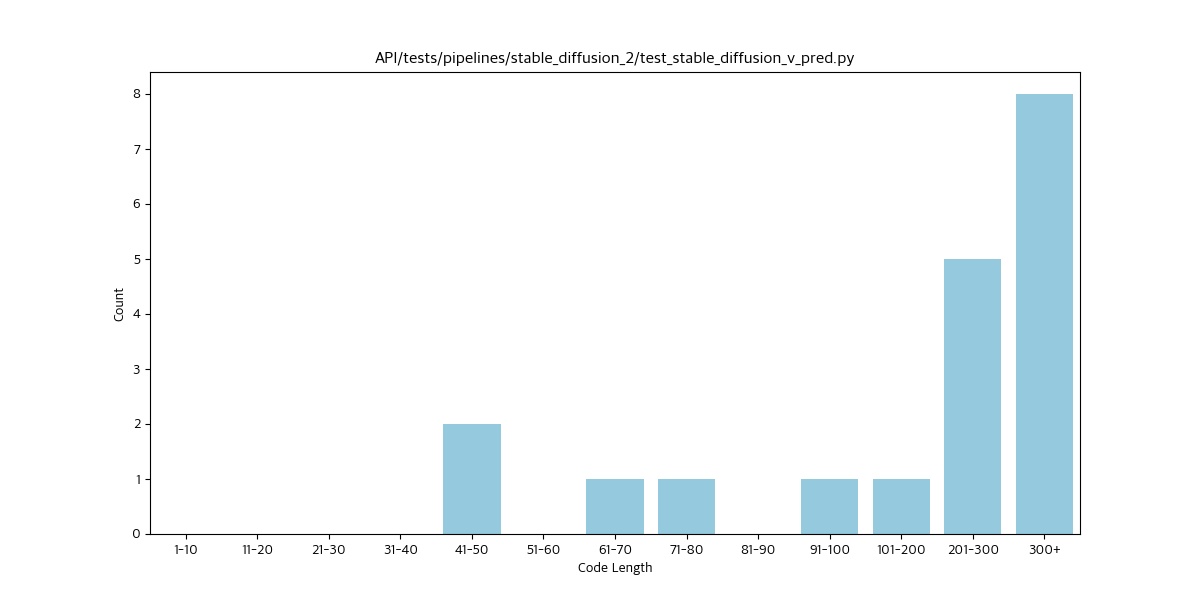 API/tests/pipelines/stable_diffusion_2/test_stable_diffusion_v_pred.py
8
7
6
5
4
3
2
1
0
Count
1-10 11-20 21-30 31-40 41-50 51-60 61-70 71-80 81-90 91-100 101-200 201-300 300+
Code Length